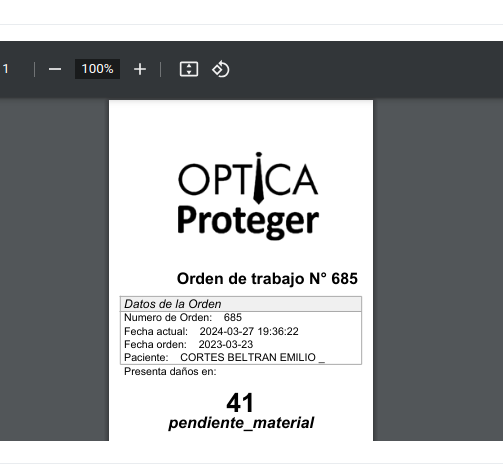 1
100%
OPTICA
Proteger
Orden de trabajo N° 685
Datos de la Orden
Numero de Orden: 685
Fecha actual: 2024-03-27 19:36:22
Fecha orden: 2023-03-23
Paciente: CORTES BELTRAN EMILIO _
Presenta daños en:
41
pendiente_material